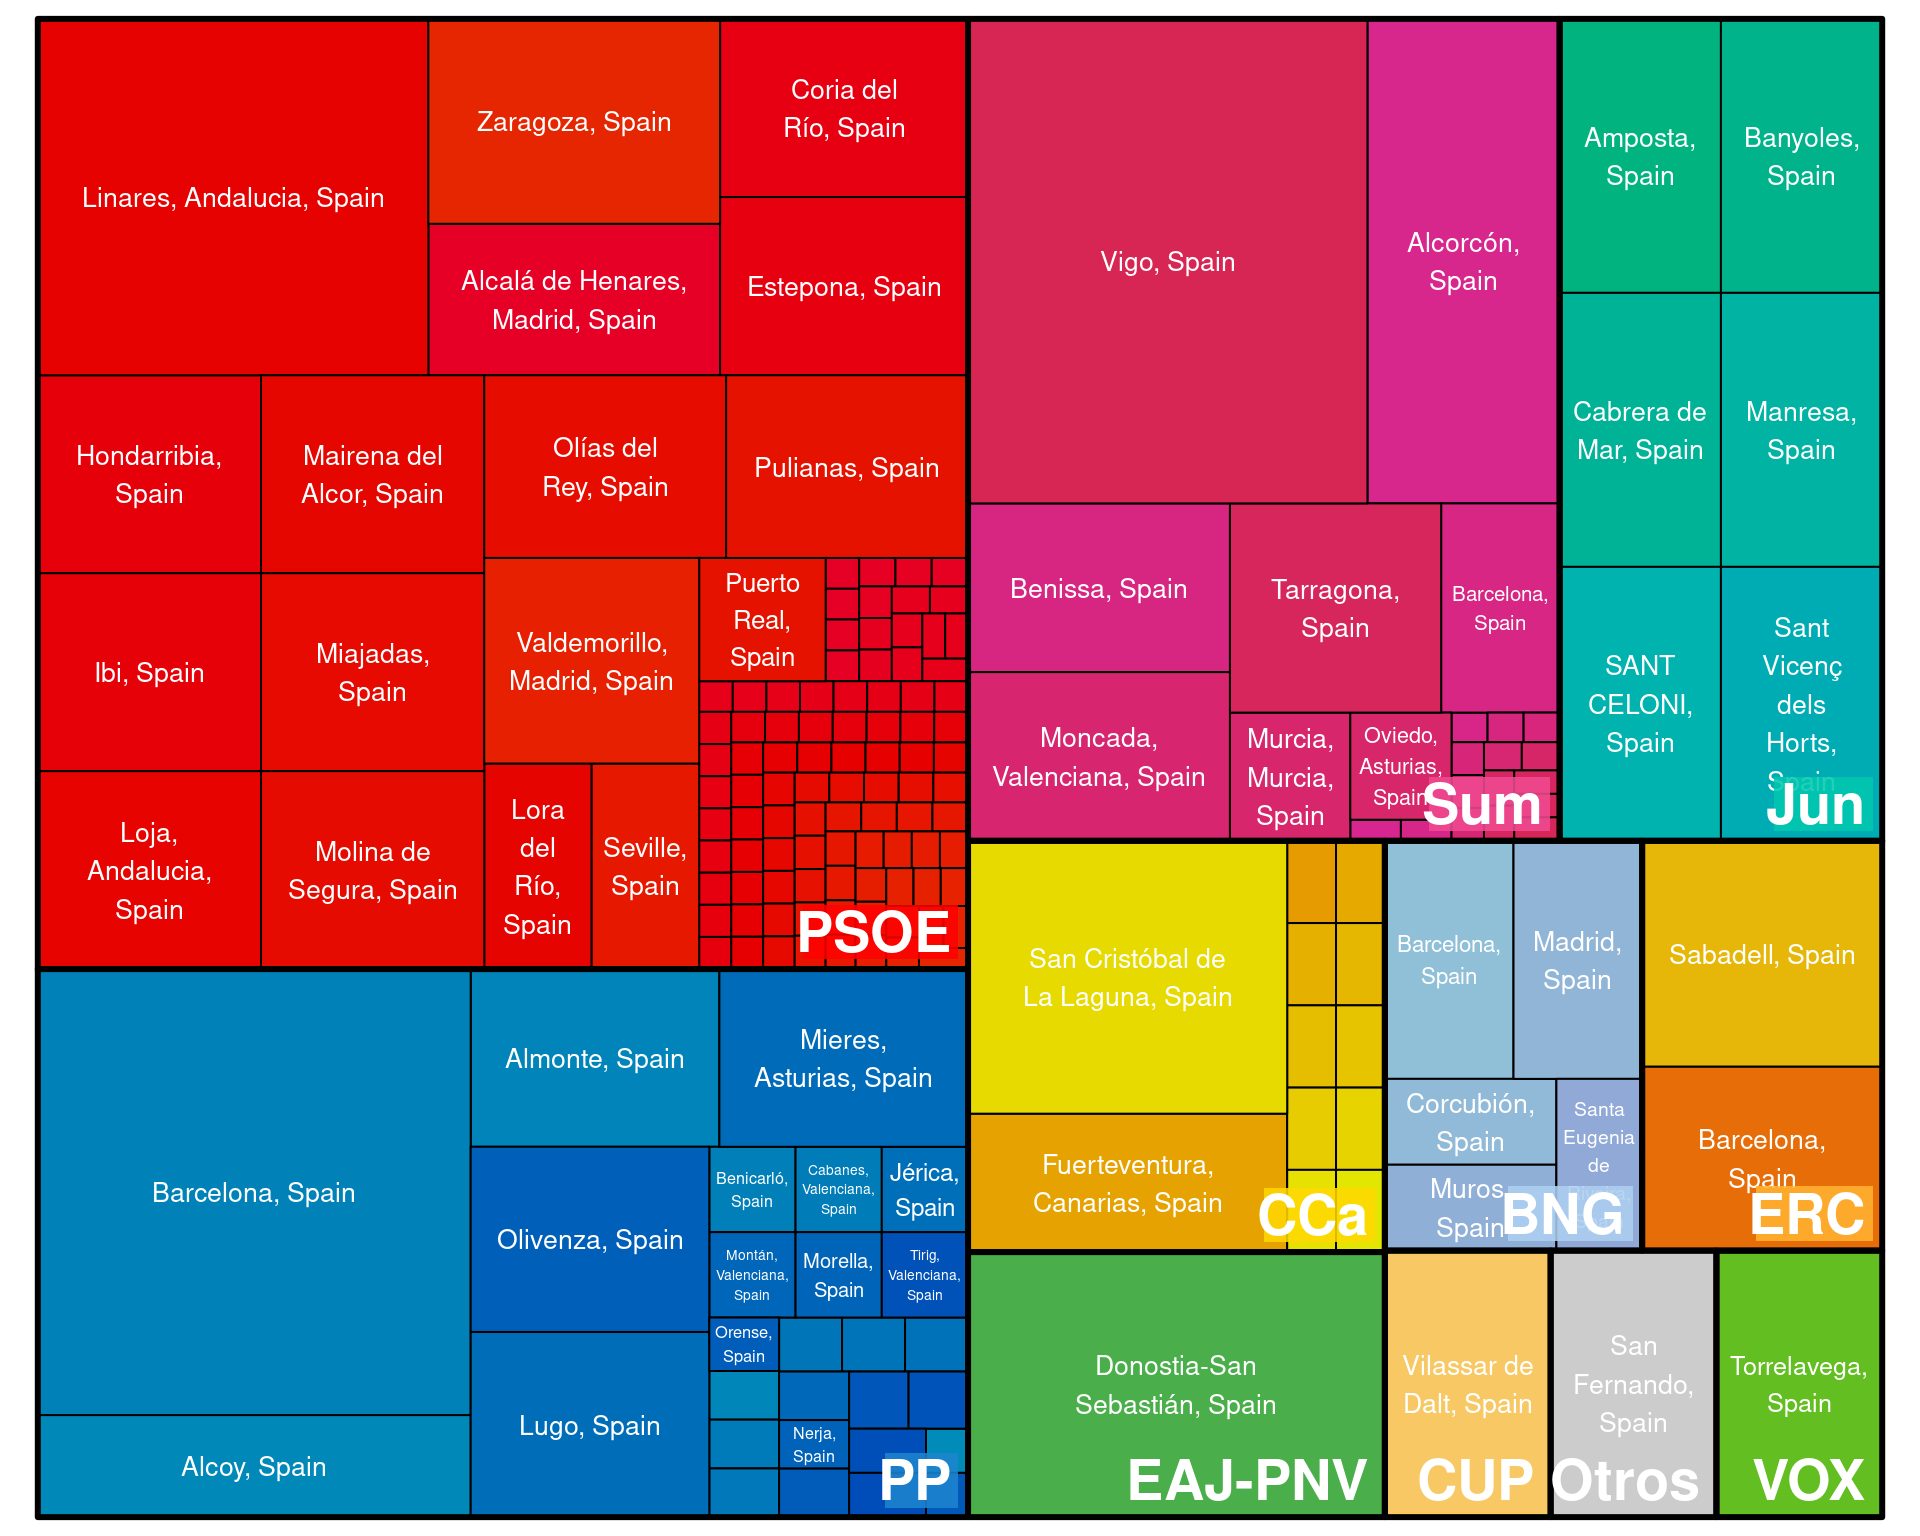 Linares, Andalucia, Spain
Zaragoza, Spain
Alcalá de Henares,
Madrid, Spain
Coria del
Río, Spain
Estepona, Spain
Hondarribia,
Spain
Mairena del
Alcor, Spain
Olías del
Rey, Spain
Pulianas, Spain
Ibi, Spain
Miajadas,
Spain
Valdemorillo,
Madrid, Spain
Puerto
Real,
Spain
Loja,
Andalucia,
Spain
Molina de
Segura, Spain
Lora
del
Río,
Spain
Seville,
Spain
PSOE
Vigo, Spain
Alcorcón,
Spain
Benissa, Spain
Tarragona,
Spain
Barcelona,
Spain
Moncada,
Valenciana, Spain
Murcia,
Murcia,
Spain
Oviedo,
Asturias,
Spain
Sum
Amposta,
Spain
Banyoles,
Spain
Cabrera de
Mar, Spain
Manresa,
Spain
SANT
CELONI,
Spain
Sant
Vicenç
dels
Horts,
Spain
Jun
Barcelona, Spain
Alcoy, Spain
Almonte, Spain
Mieres,
Asturias, Spain
Olivenza, Spain
Lugo, Spain
Benicarló,
Spain
Cabanes,
Valenciana,
Spain
Jérica,
Spain
Montán,
Valenciana,
Spain
Morella,
Spain
Tirig,
Valenciana,
Spain
Orense,
Spain
Nerja,
Spain
PP
San Cristóbal de
La Laguna, Spain
Fuerteventura,
Canarias, Spain
CCa
Barcelona,
Spain
Madrid,
Spain
Corcubión,
Spain
Muros,
Spain
Santa
Eugenia
de
BNG
Sabadell, Spain
Barcelona,
Spain
ERC
Donostia-San
Sebastián, Spain
EAJ-PNV
Vilassar de
Dalt, Spain
CUP
San
Fernando,
Spain
Otros
Torrelavega,
Spain
VOX